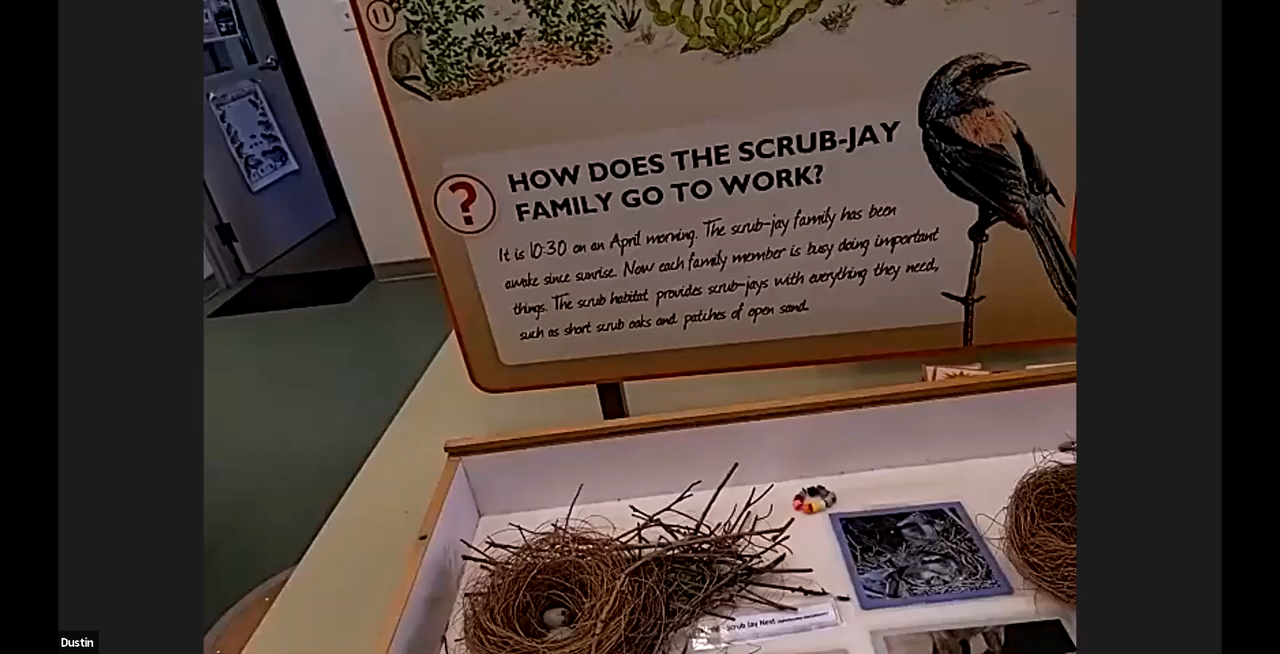 11
?
HOW DOES THE SCRUB-JAY
FAMILY GO TO WORK?
It is 10:30 on an April morning. The scrub-jay family has been
awake since sunrise. Now each family member is busy doing important
things. The scrub habitat provides scrub-jays with everything they need,
such as short scrub oaks and patches of open sand.
Scrub Jay Nest
Dustin